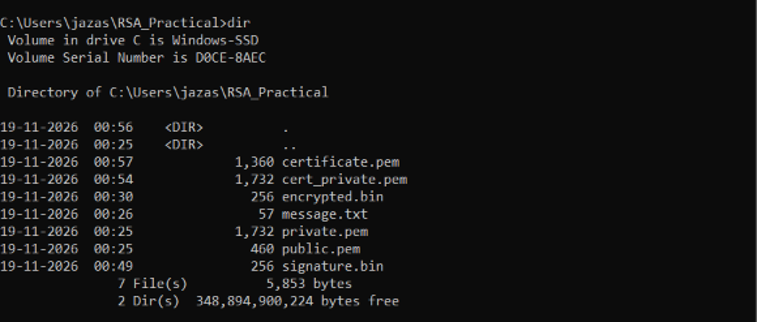 C:\Users\jazas\RSA_Practical>dir
 Volume in drive C is Windows-SSD
 Volume Serial Number is D0CE-8AEC

 Directory of C:\Users\jazas\RSA_Practical

19-11-2026  00:56    <DIR>          .
19-11-2026  00:25    <DIR>          ..
19-11-2026  00:57             1,360 certificate.pem
19-11-2026  00:54             1,732 cert_private.pem
19-11-2026  00:30               256 encrypted.bin
19-11-2026  00:26                57 message.txt
19-11-2026  00:25             1,732 private.pem
19-11-2026  00:25               460 public.pem
19-11-2026  00:49               256 signature.bin
               7 File(s)          5,853 bytes
               2 Dir(s)  348,894,900,224 bytes free